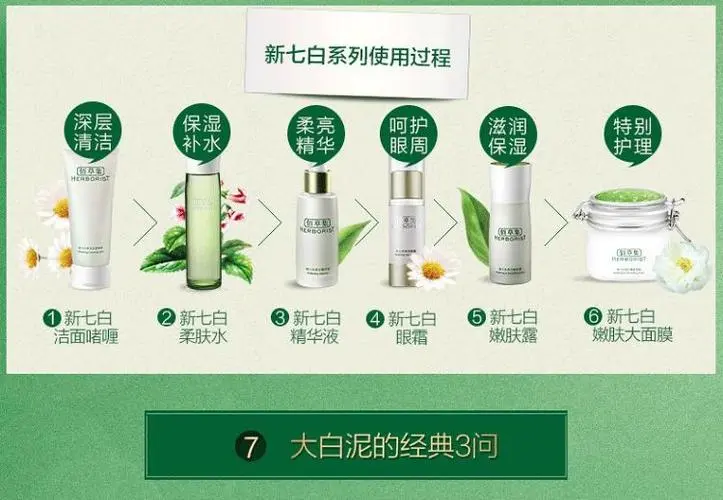 新七白系列使用过程
深层
清洁
保湿
补水
柔亮
精华
呵护
眼周
滋润
保湿
特别
护理
佰草集
HERBORIST
佰草集
HERBORIST
佰草集
HERBORIST
佰草集
HERBORIST
1 新七白
洁面啫喱
2 新七白
柔肤水
3 新七白
精华液
4 新七白
眼霜
5 新七白
嫩肤露
6 新七白
嫩肤大面膜
7 大白泥的经典3问